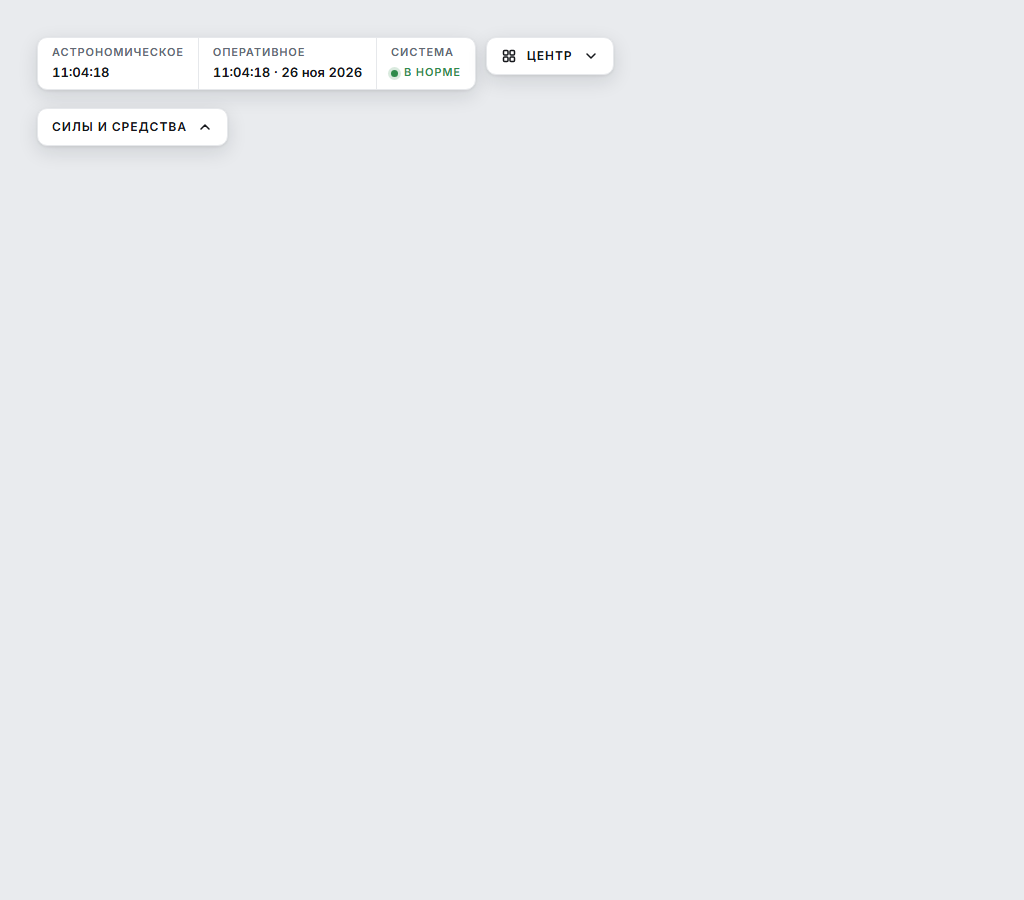 АСТРОНОМИЧЕСКОЕ
11:04:18
ОПЕРАТИВНОЕ
11:04:18 · 26 ноя 2026
СИСТЕМА
В НОРМЕ
ЦЕНТР
СИЛЫ И СРЕДСТВА